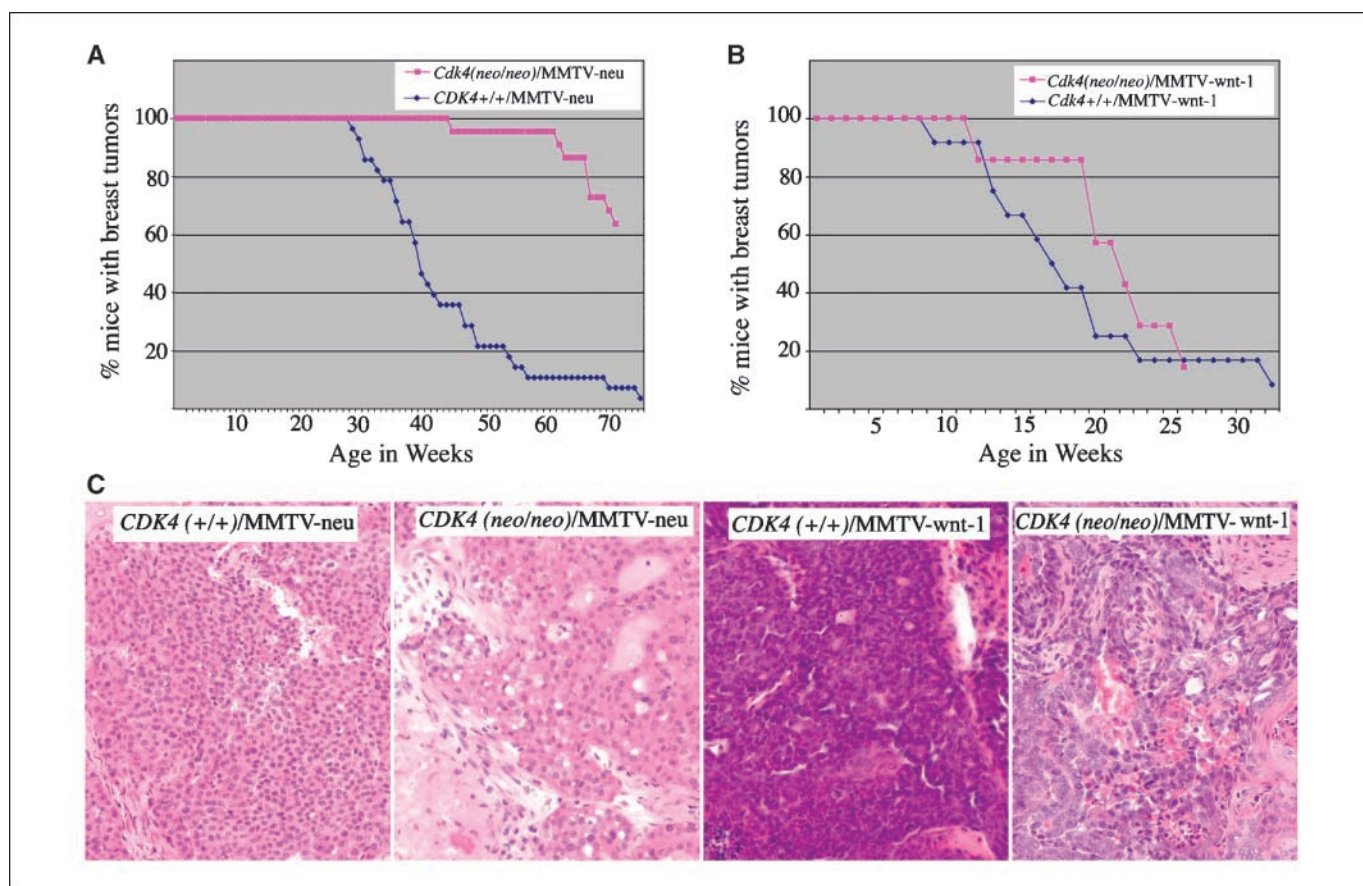 A
Cdk4(neo/neo)/MMTV-neu
CDK4+/+/MMTV-neu
100
80
60
40
20
% mice with breast tumors
10 20 30 40 50 60 70
Age in Weeks
B
Cdk4(neo/neo)/MMTV-wnt-1
Cdk4+/+/MMTV-wnt-1
100
80
60
40
20
% mice with breast tumors
5 10 15 20 25 30
Age in Weeks
C
CDK4 (+/+)/MMTV-neu
CDK4 (neo/neo)/MMTV-neu
CDK4 (+/+)/MMTV-wnt-1
CDK4 (neo/neo)/MMTV- wnt-1